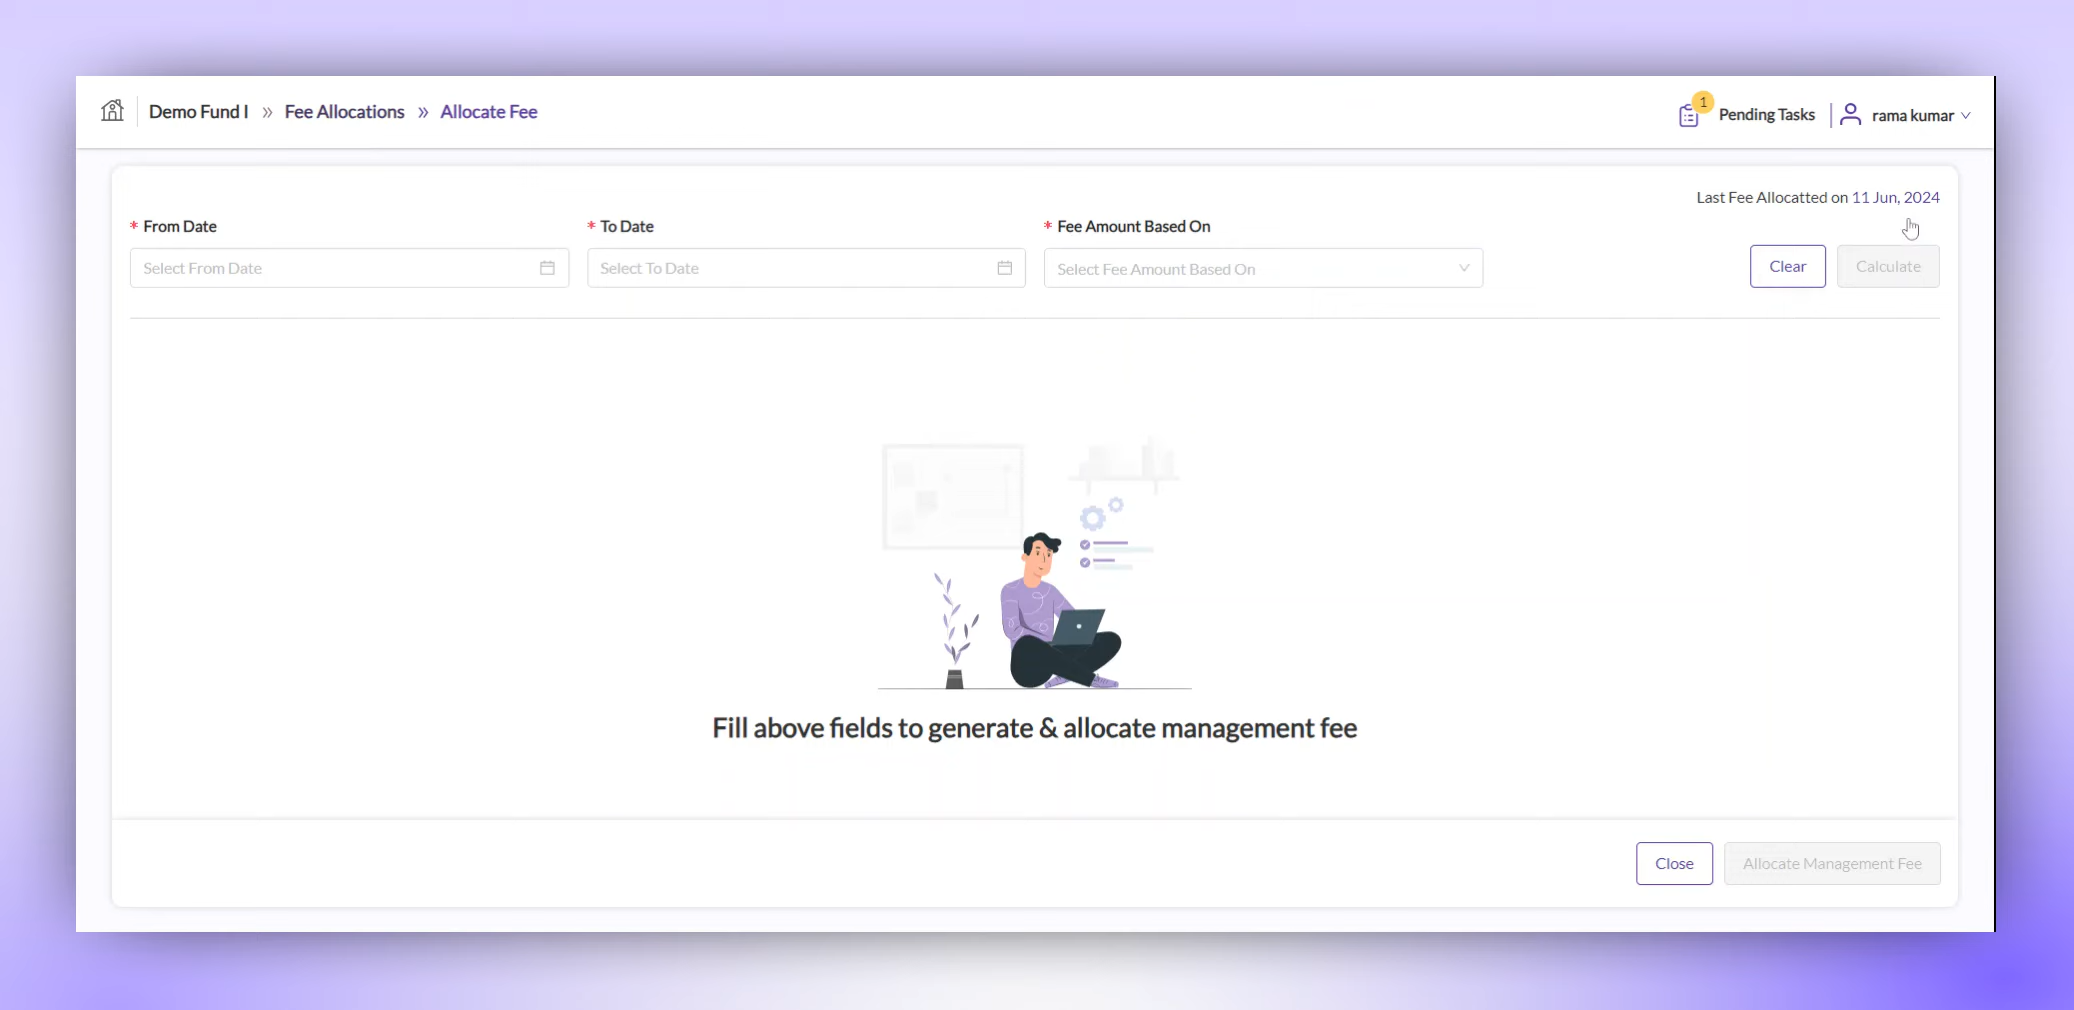 Demo Fund I » Fee Allocations » Allocate Fee
1
Pending Tasks
rama kumar
Last Fee Allocatted on 11 Jun, 2024
* From Date
* To Date
* Fee Amount Based On
Select From Date
Select To Date
Select Fee Amount Based On
Clear
Calculate
Fill above fields to generate & allocate management fee
Close
Allocate Management Fee